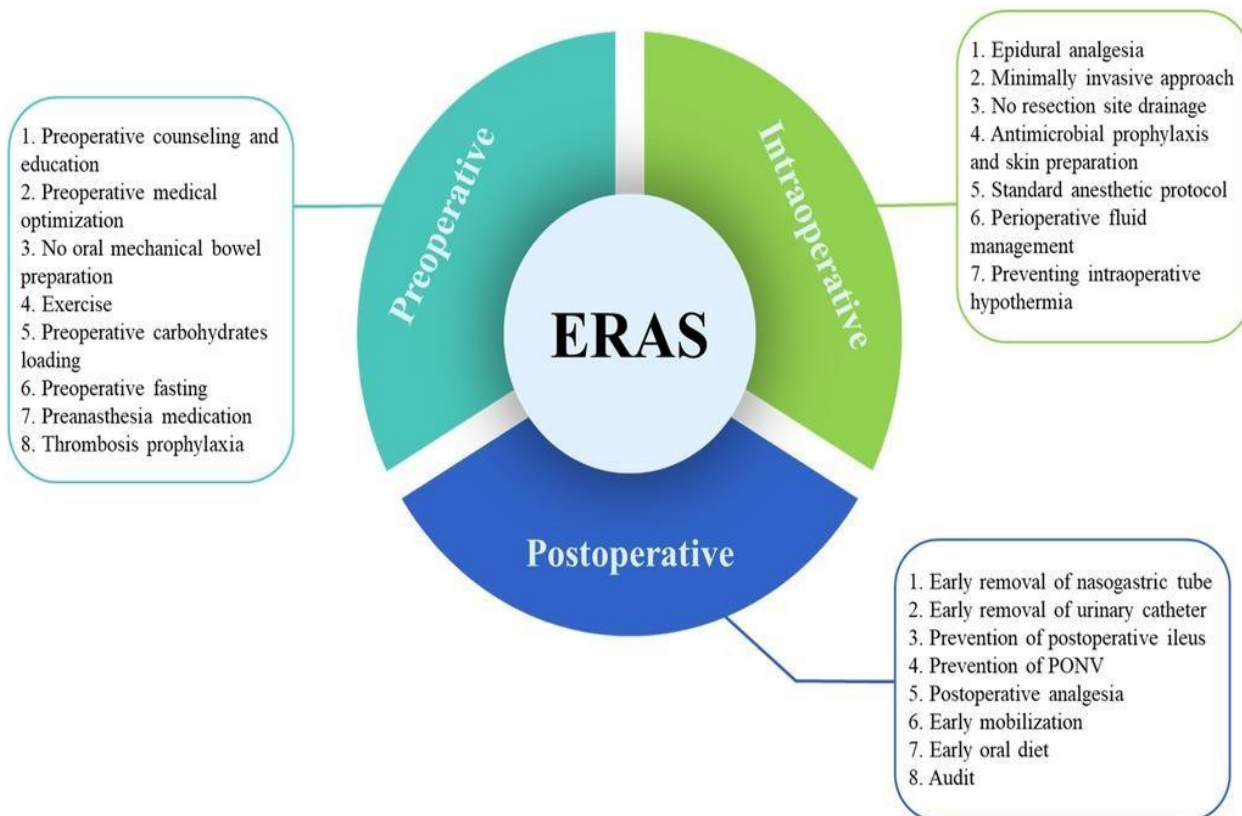 Preoperative
1. Preoperative counseling and
education
2. Preoperative medical
optimization
3. No oral mechanical bowel
preparation
4. Exercise
5. Preoperative carbohydrates
loading
6. Preoperative fasting
7. Preanasthesia medication
8. Thrombosis prophylaxia
ERAS
Intraoperative
1. Epidural analgesia
2. Minimally invasive approach
3. No resection site drainage
4. Antimicrobial prophylaxis
and skin preparation
5. Standard anesthetic protocol
6. Perioperative fluid
management
7. Preventing intraoperative
hypothermia
Postoperative
1. Early removal of nasogastric tube
2. Early removal of urinary catheter
3. Prevention of postoperative ileus
4. Prevention of PONV
5. Postoperative analgesia
6. Early mobilization
7. Early oral diet
8. Audit